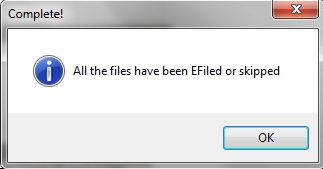 Complete!
All the files have been EFiled or skipped
OK